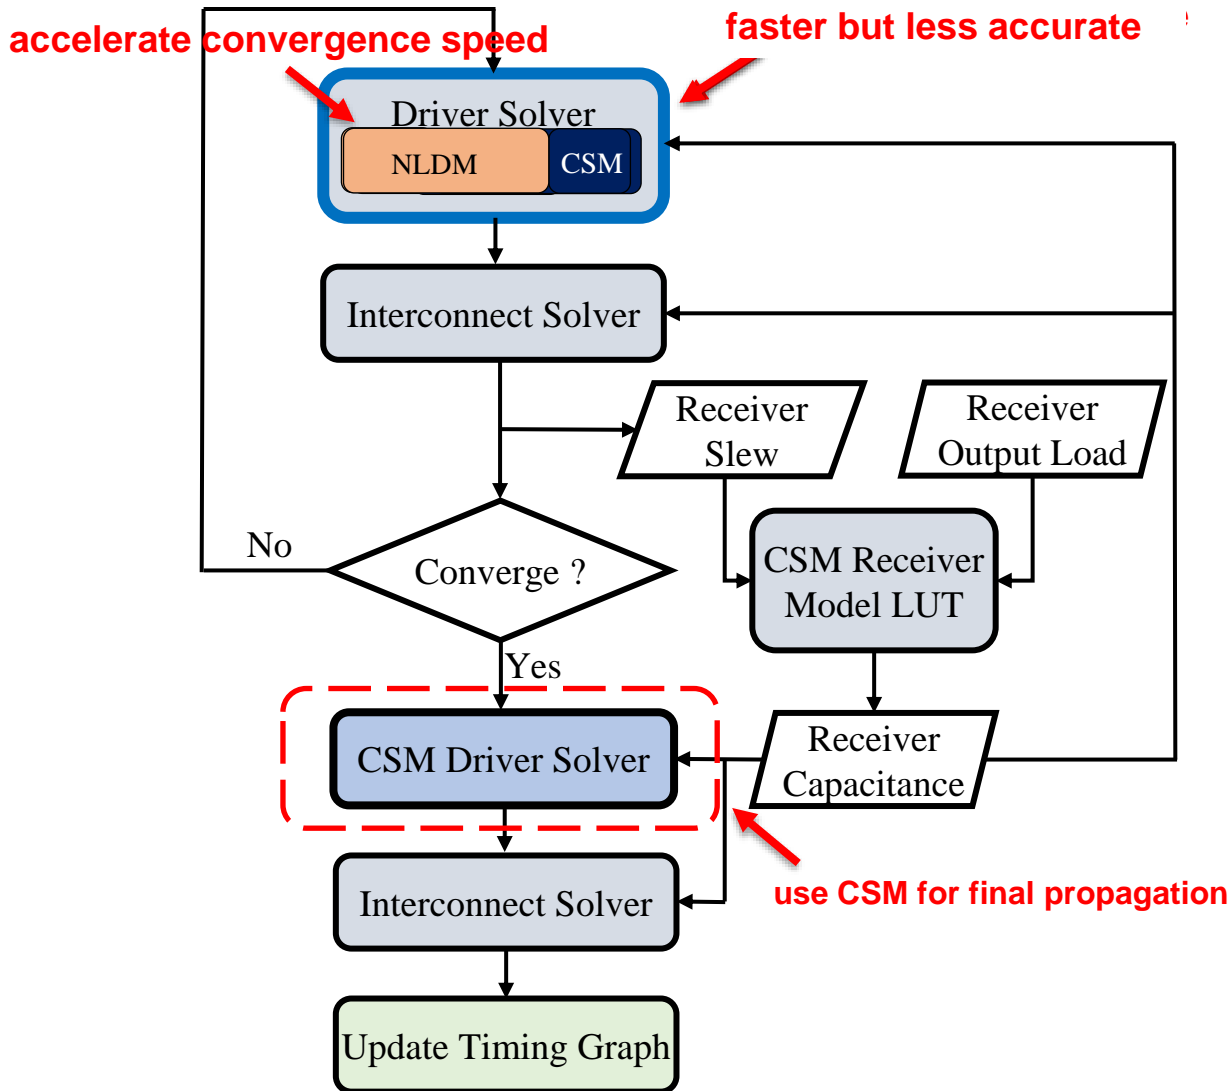 accelerate convergence speed
faster but less accurate
Driver Solver
NLDM
CSM
Interconnect Solver
Receiver
Slew
Receiver
Output Load
No
Converge ?
CSM Receiver
Model LUT
Yes
CSM Driver Solver
Receiver
Capacitance
use CSM for final propagation
Interconnect Solver
Update Timing Graph